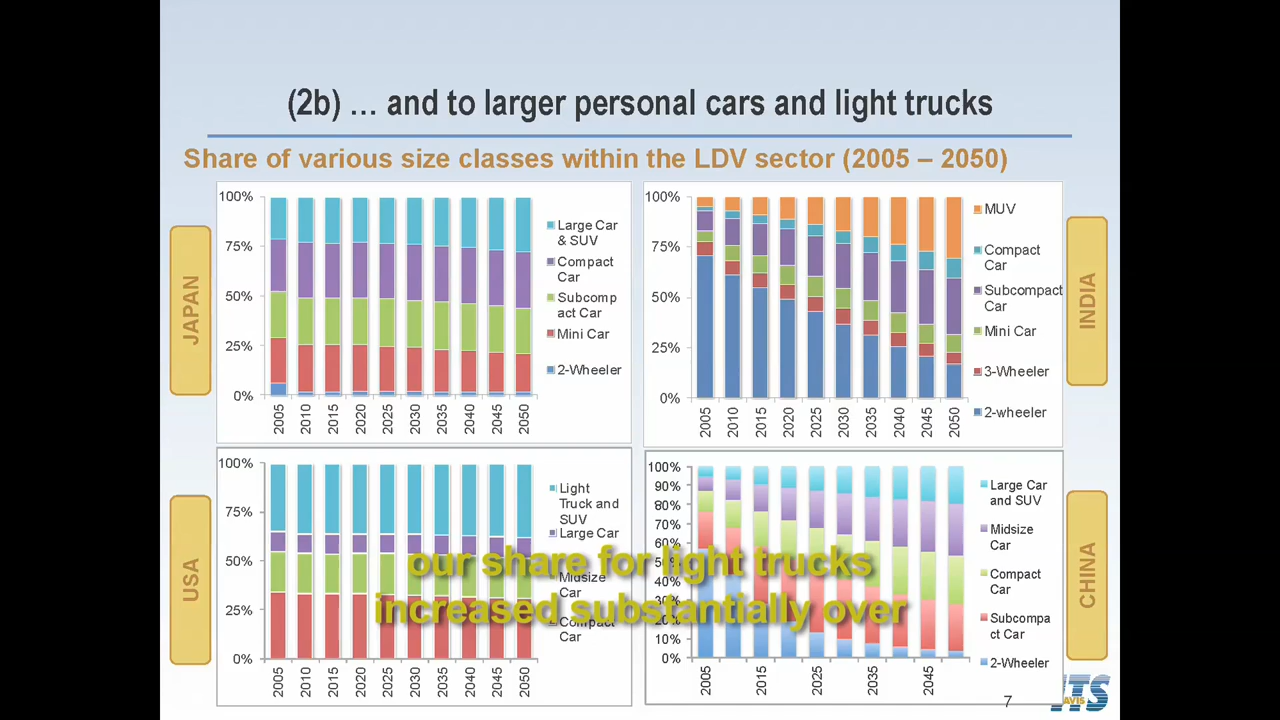 (2b) … and to larger personal cars and light trucks
Share of various size classes within the LDV sector (2005 – 2050)
JAPAN
100%
75%
50%
25%
0%
2005 2010 2015 2020 2025 2030 2035 2040 2045 2050
Large Car
& SUV
Compact
Car
Subcomp
act Car
Mini Car
2-Wheeler
100%
75%
50%
25%
0%
2005 2010 2015 2020 2025 2030 2035 2040 2045 2050
MUV
Compact
Car
Subcompact
Car
Mini Car
3-Wheeler
2-wheeler
INDIA
USA
100%
75%
50%
25%
0%
2005 2010 2015 2020 2025 2030 2035 2040 2045 2050
Light
Truck and
SUV
Large Car
Midsize
Car
Compact
Car
100%
90%
80%
70%
60%
50%
40%
30%
20%
10%
0%
2005 2015 2025 2035 2045
Large Car
and SUV
Midsize
Car
Compact
Car
Subcompa
ct Car
2-Wheeler
CHINA
our share for light trucks
increased substantially over
7